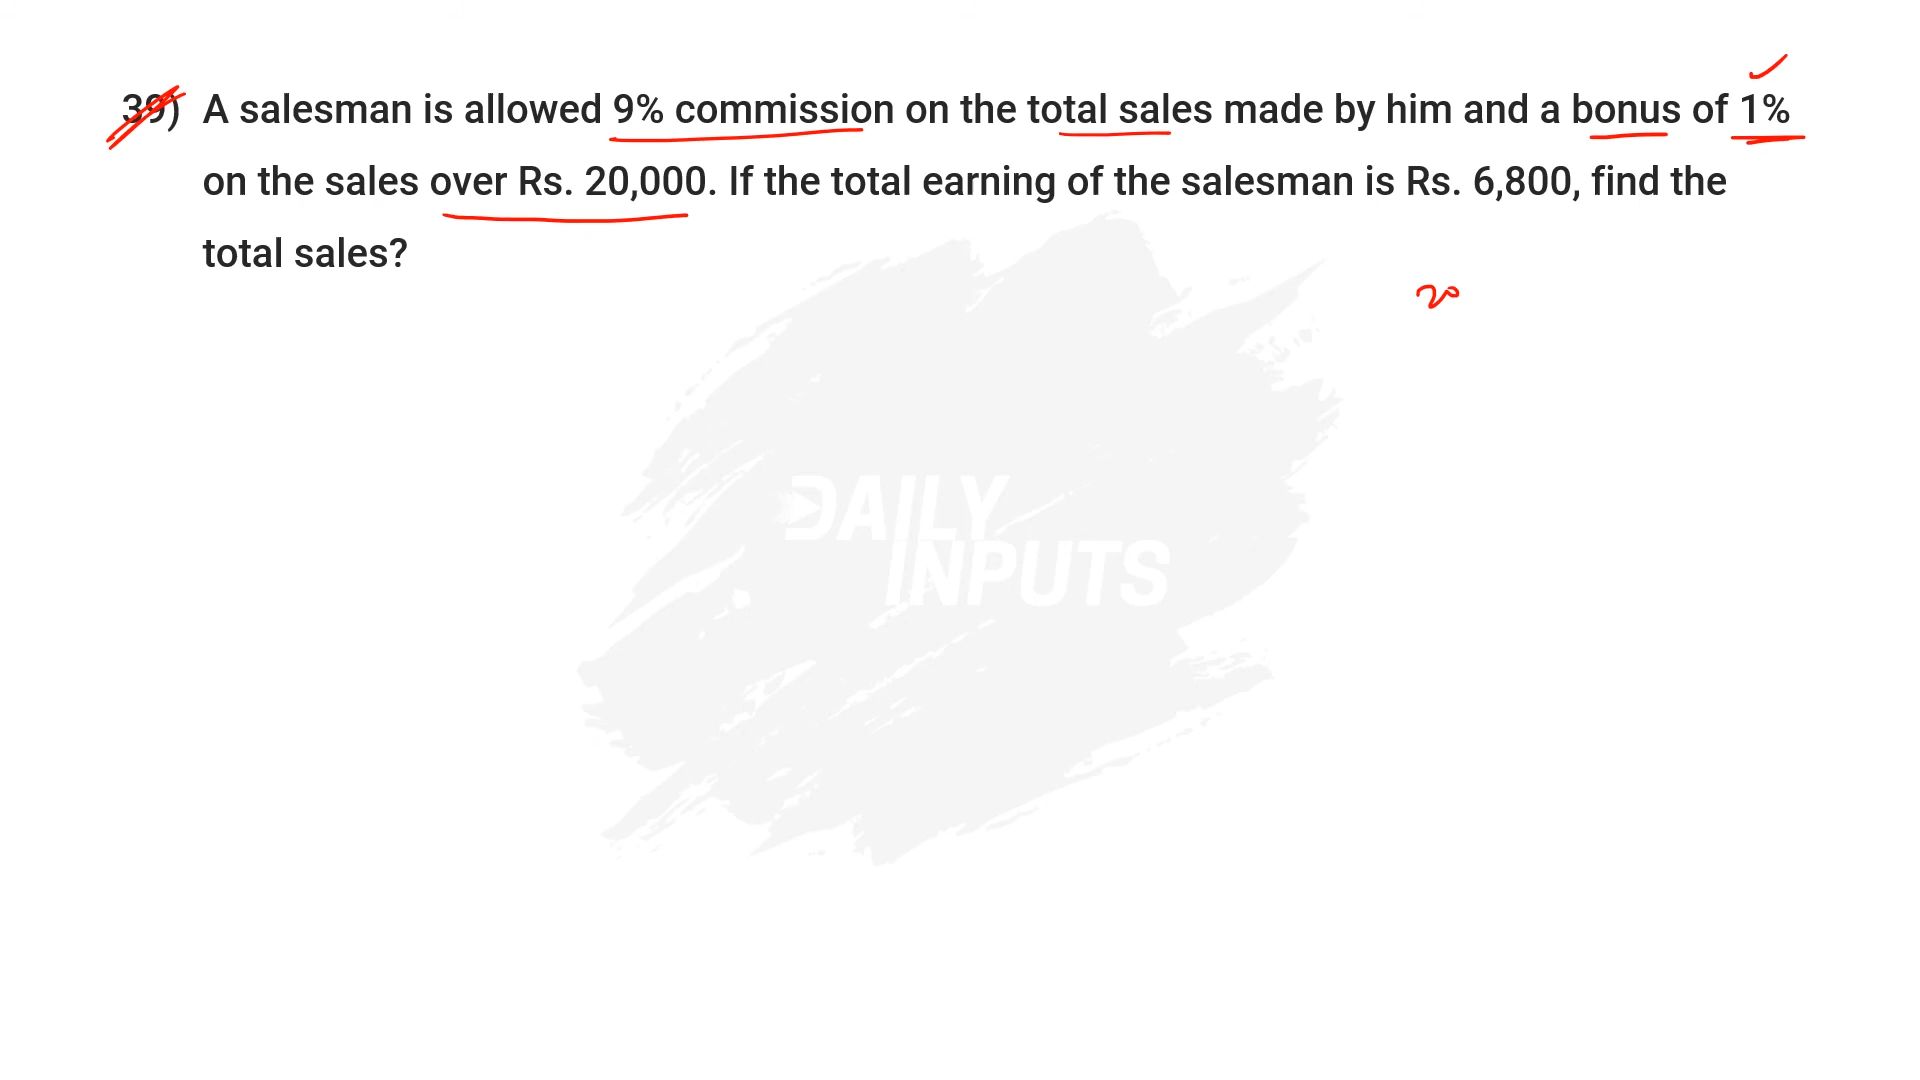 39) A salesman is allowed 9% commission on the total sales made by him and a bonus of 1%
on the sales over Rs. 20,000. If the total earning of the salesman is Rs. 6,800, find the
total sales?
DAILY
INPUTS